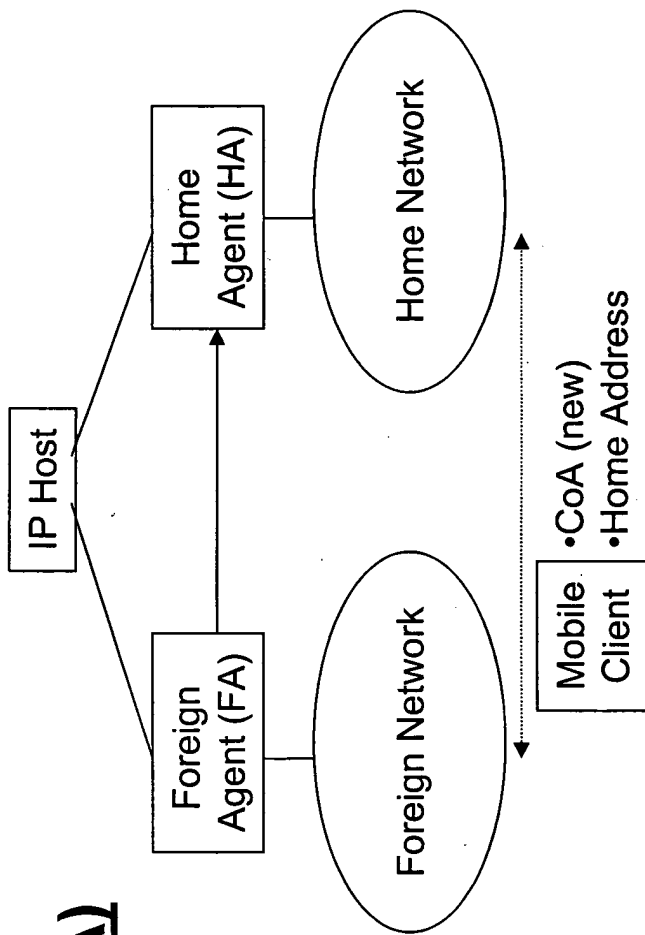 A)
IP Host
Foreign
Agent (FA)
Home
Agent (HA)
Foreign Network
Home Network
Mobile
Client
•CoA (new)
•Home Address